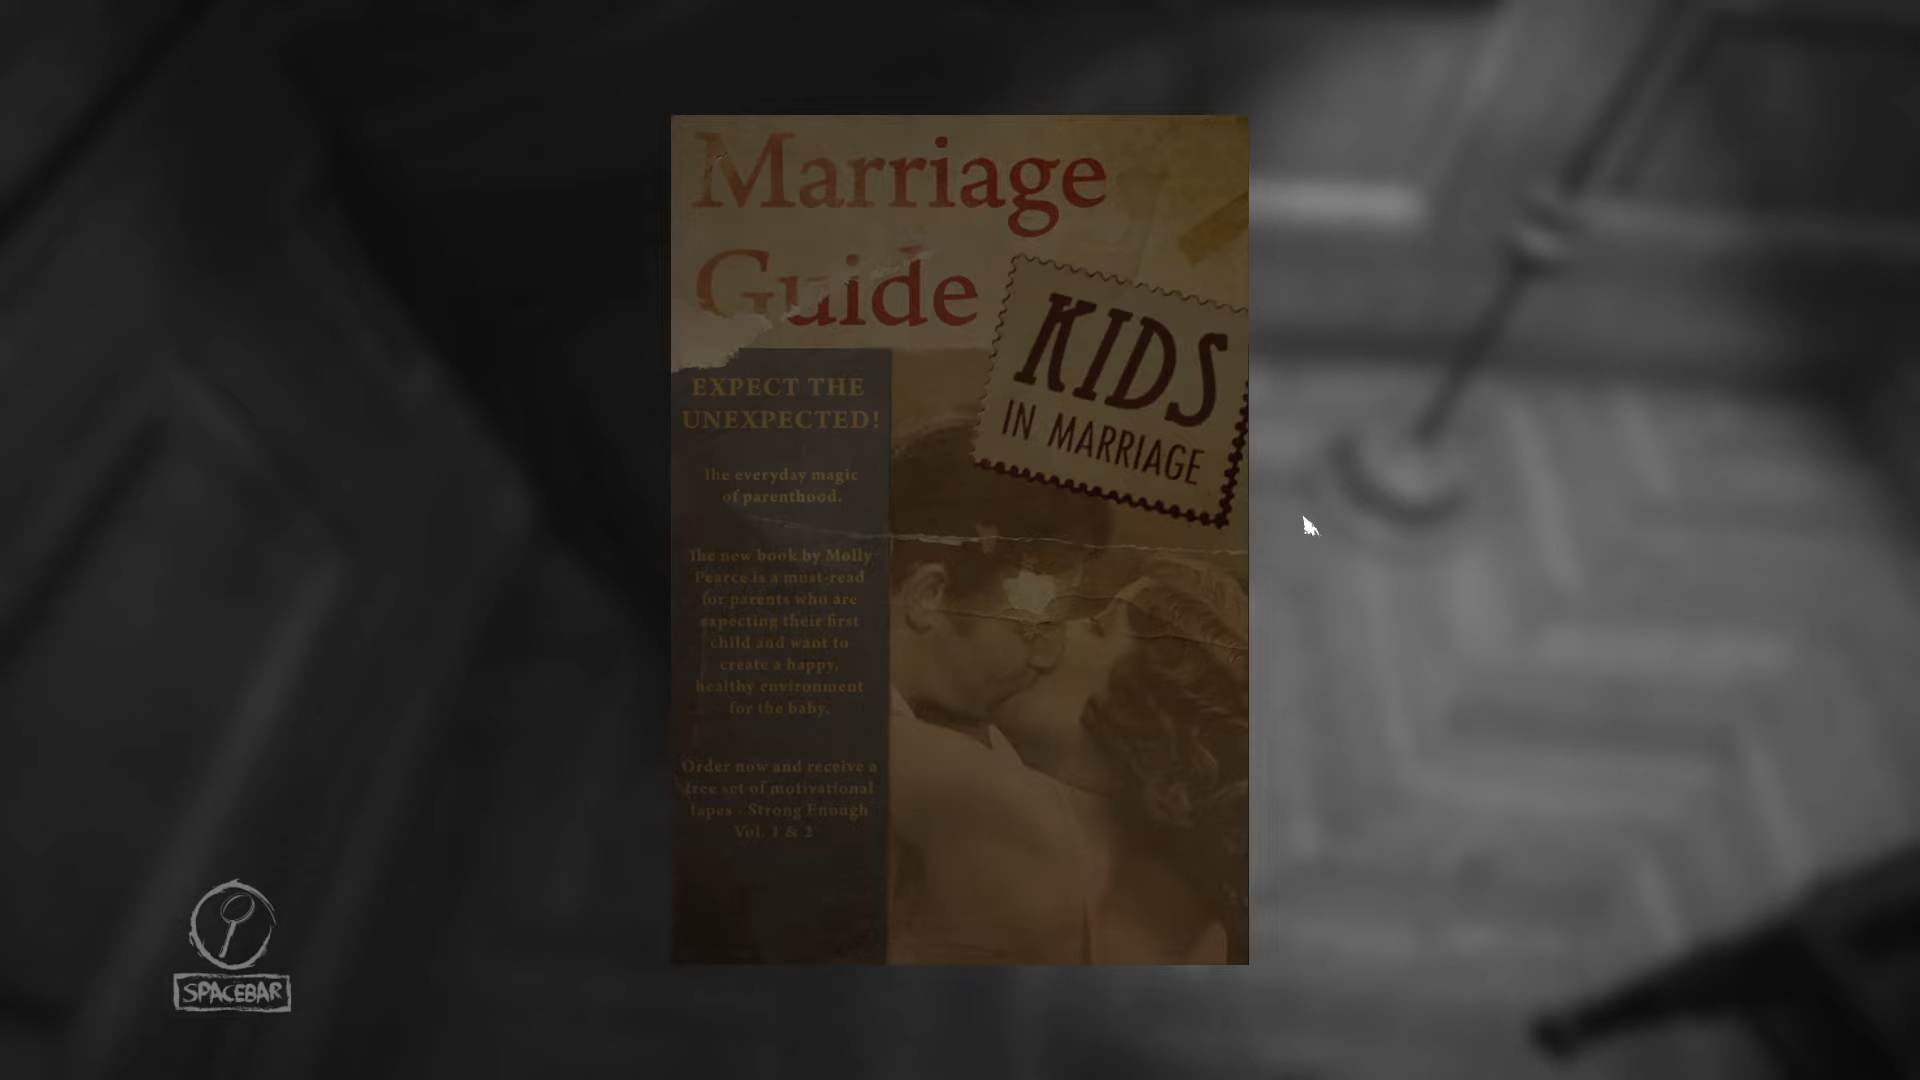 Marriage
Guide
KIDS
IN MARRIAGE
EXPECT THE
UNEXPECTED!
The everyday magic
of parenthood.
The new book by Molly
Pearce is a must-read
for parents who are
expecting their first
child and want to
create a happy,
healthy environment
for the baby.
Order now and receive a
free set of motivational
tapes - Strong Enough
Vol. 1 & 2
SPACEBAR